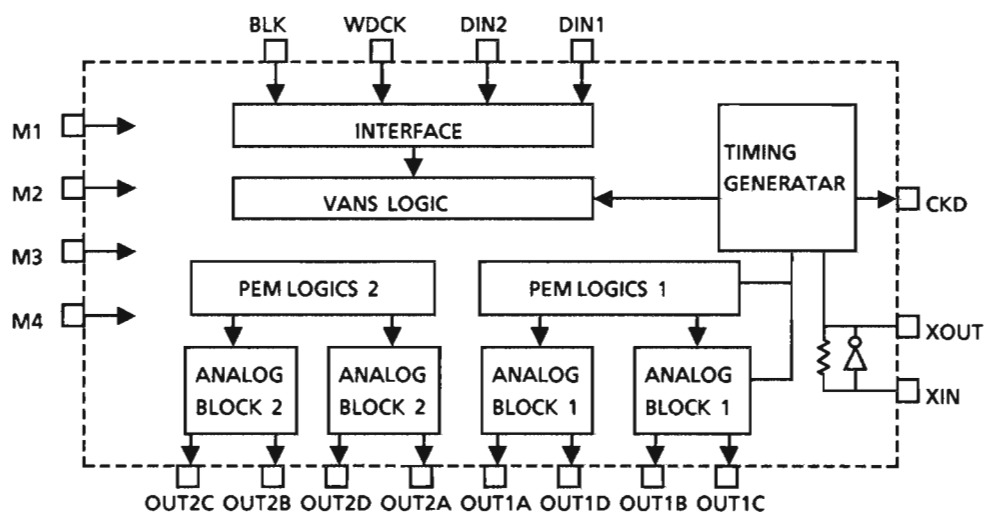 BLK WDCK DIN2 DIN1
M1
INTERFACE
TIMING
GENERATAR
M2
VANS LOGIC
CKD
M3
PEM LOGICS 2
PEM LOGICS 1
M4
XOUT
ANALOG
BLOCK 2
ANALOG
BLOCK 2
ANALOG
BLOCK 1
ANALOG
BLOCK 1
XIN
OUT2C OUT2B OUT2D OUT2A OUT1A OUT1D OUT1B OUT1C